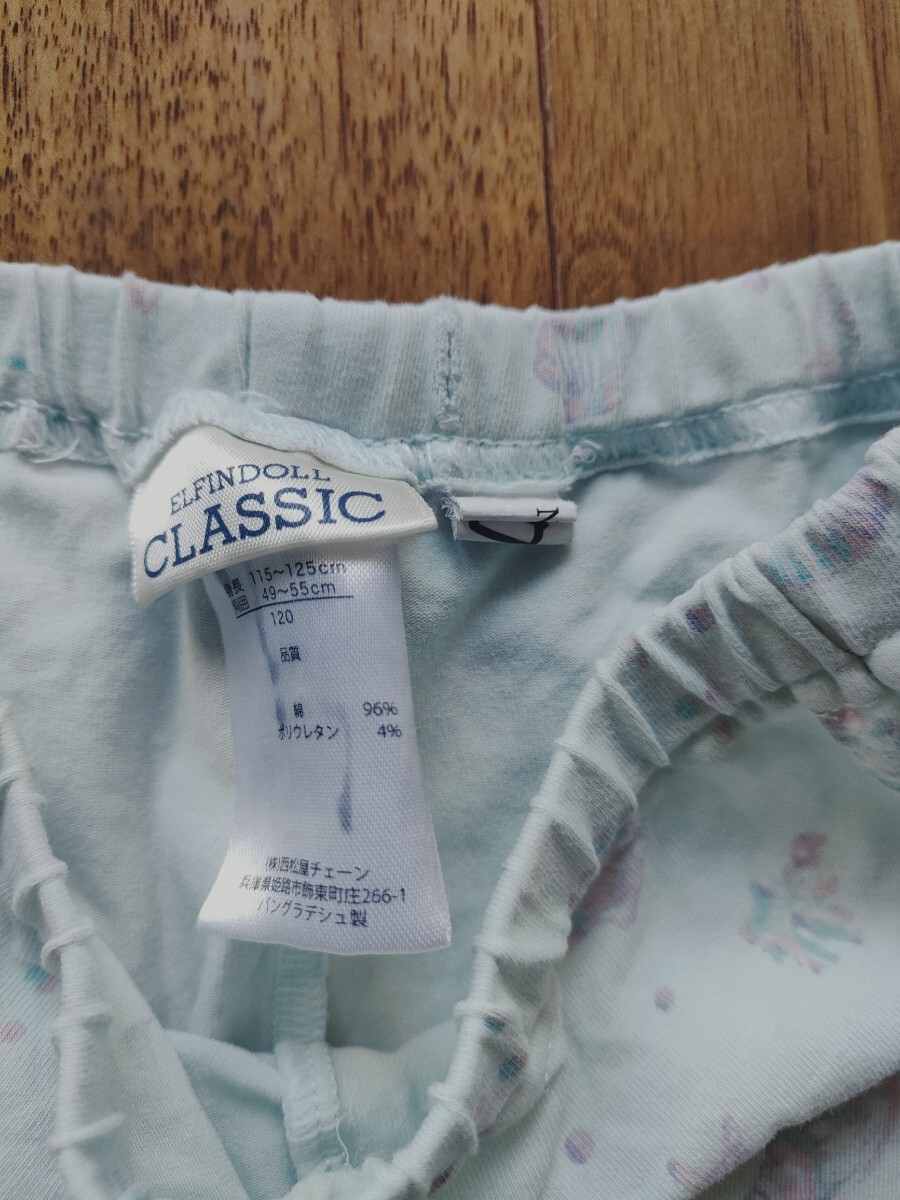 ELFINDOLL
CLASSIC
身長 115~125cm
胴囲 49~55cm
120
品質
綿 96%
ポリウレタン 4%
(株)西松屋チェーン
兵庫県姫路市飾東町庄266-1
バングラデシュ製